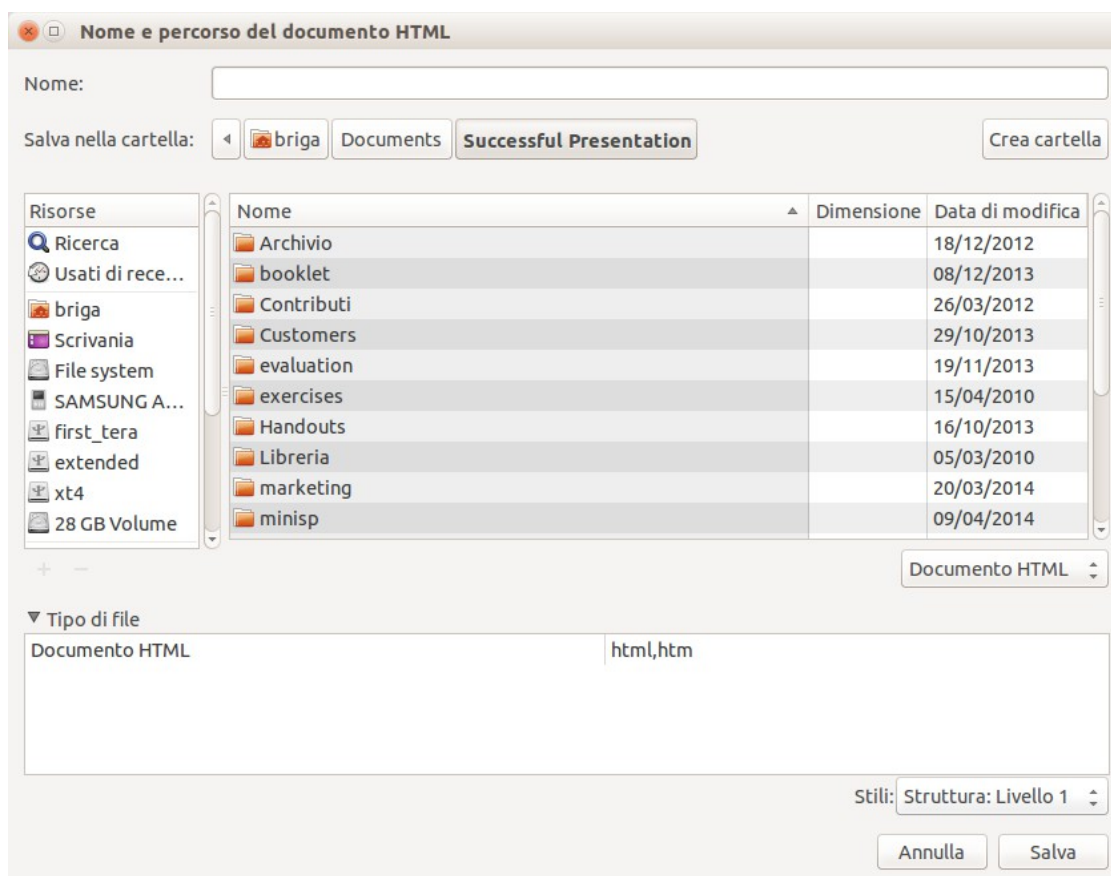 Nome e percorso del documento HTML
Nome:
Salva nella cartella: briga Documents Successful Presentation Crea cartella
Risorse
Ricerca
Usati di rece...
briga
Scrivania
File system
SAMSUNG A...
first_tera
extended
xt4
28 GB Volume
Nome Dimensione Data di modifica
Archivio 18/12/2012
booklet 08/12/2013
Contributi 26/03/2012
Customers 29/10/2013
evaluation 19/11/2013
exercises 15/04/2010
Handouts 16/10/2013
Libreria 05/03/2010
marketing 20/03/2014
minisp 09/04/2014
Documento HTML
Tipo di file
Documento HTML html,htm
Stili: Struttura: Livello 1
Annulla Salva